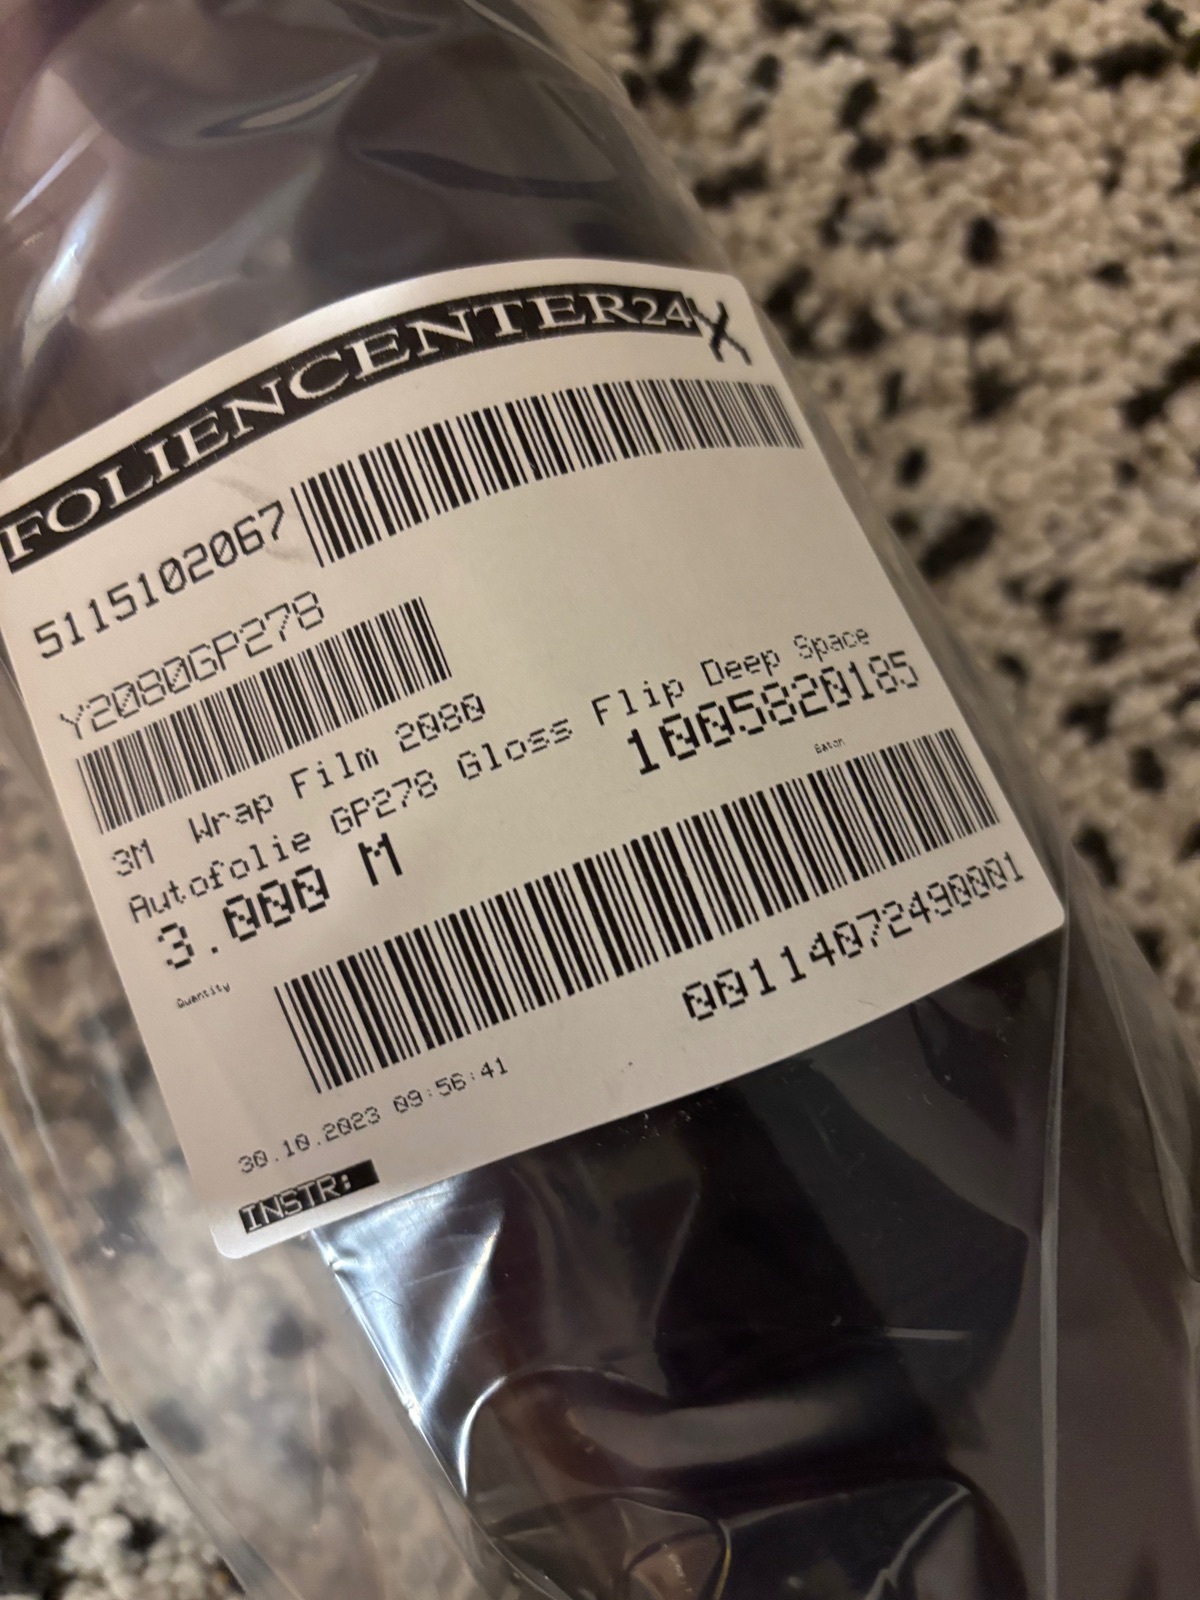 FOLIENCENTER24
X
5115102067
Y2080GP278
3M Wrap Film 2080
Autofolie GP278 Gloss Flip Deep Space
3.000 M
1005820185
Quantity
Batch
001140724900001
30.10.2023 09:56:41
INSTR: